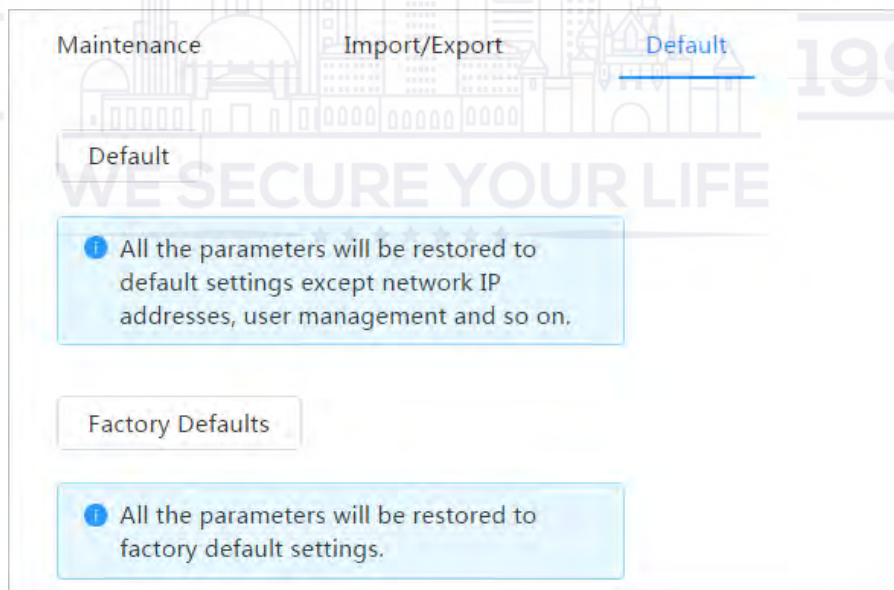 Maintenance Import/Export Default
199
Default
WE SECURE YOUR LIFE
All the parameters will be restored to
default settings except network IP
addresses, user management and so on.
Factory Defaults
All the parameters will be restored to
factory default settings.